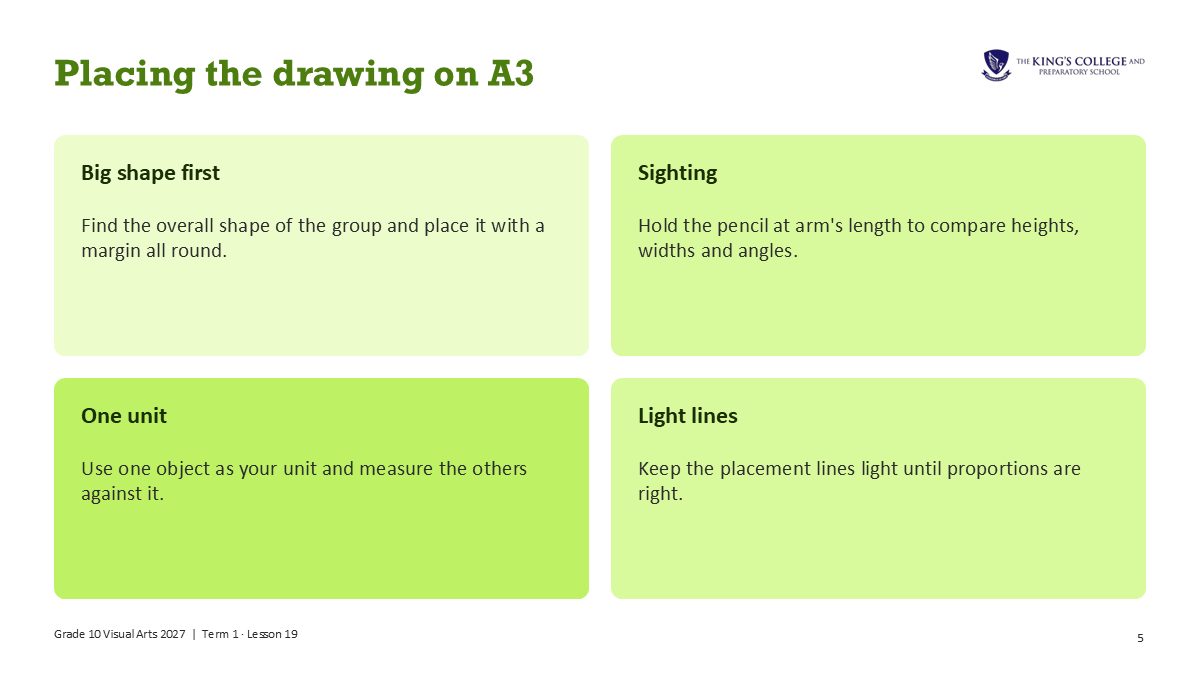 Placing the drawing on A3
THE KING'S COLLEGE AND
PREPARATORY SCHOOL
Big shape first
Find the overall shape of the group and place it with a
margin all round.
Sighting
Hold the pencil at arm's length to compare heights,
widths and angles.
One unit
Use one object as your unit and measure the others
against it.
Light lines
Keep the placement lines light until proportions are
right.
Grade 10 Visual Arts 2027 | Term 1 · Lesson 19
5